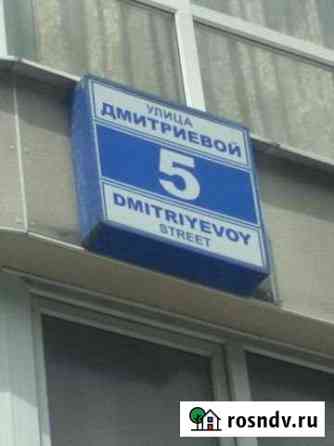 УЛИЦА
ДМИТРИЕВОЙ
5
DMITRIYEVOY
STREET
rosndv.ru